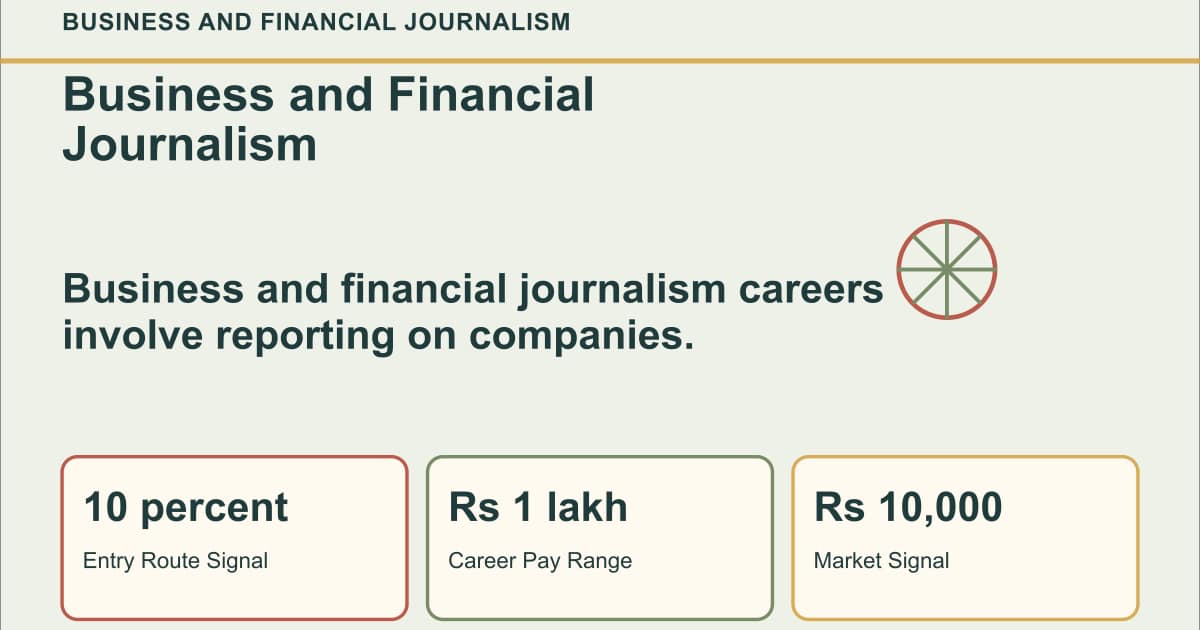 BUSINESS AND FINANCIAL JOURNALISM
Business and Financial
Journalism
Business and financial journalism careers
involve reporting on companies.
10 percent
Entry Route Signal
Rs 1 lakh
Career Pay Range
Rs 10,000
Market Signal